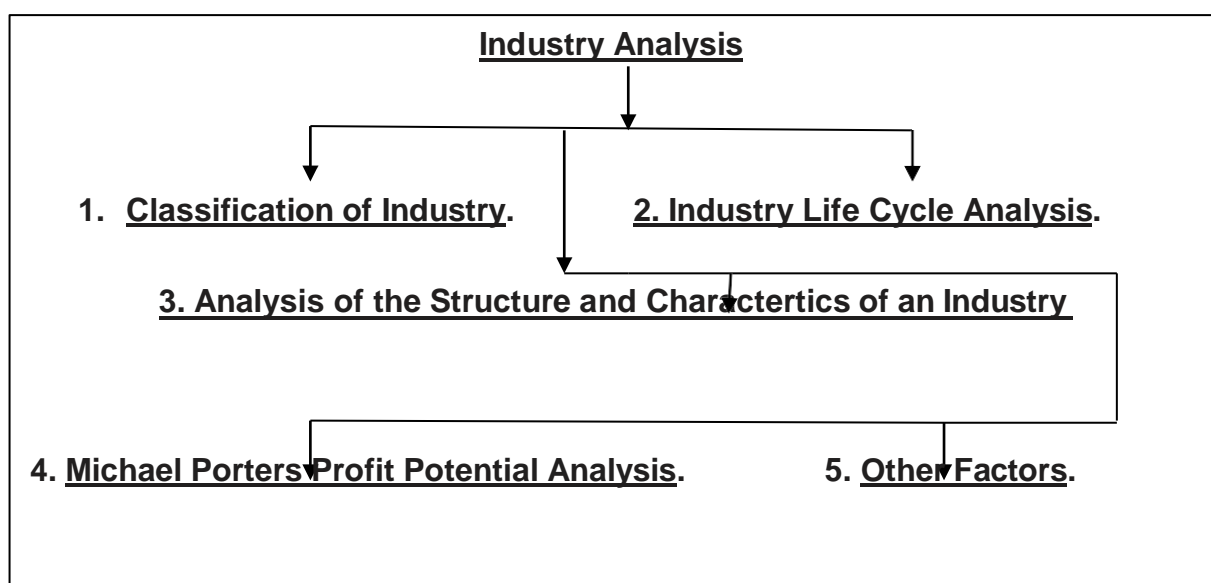 Industry Analysis
1. Classification of Industry.
2. Industry Life Cycle Analysis.
3. Analysis of the Structure and Charactertics of an Industry
4. Michael Porters Profit Potential Analysis.
5. Other Factors.